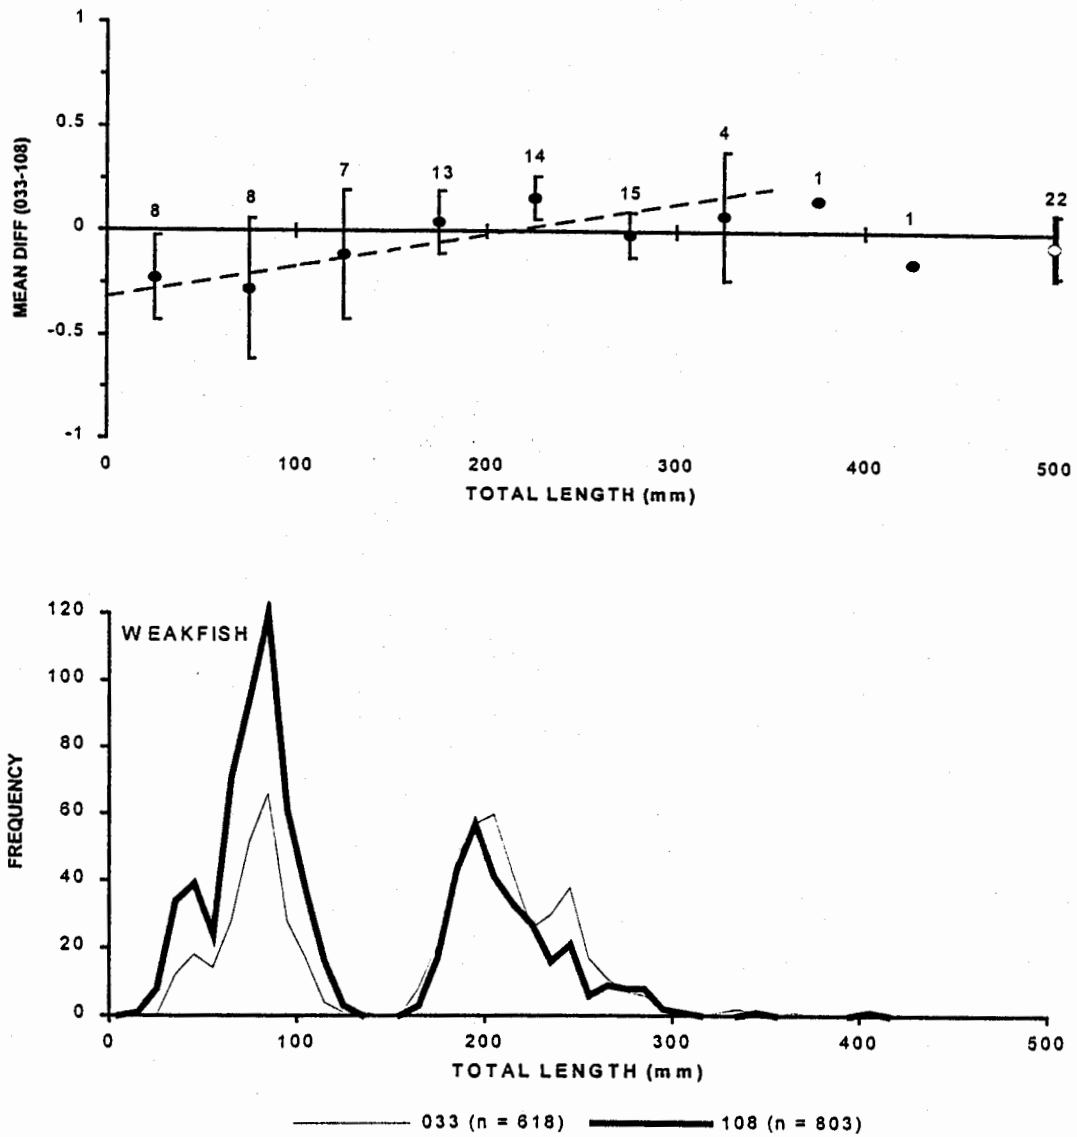 1
0.5
0
-0.5
-1
MEAN DIFF (033-108)
8
8
7
13
14
15
4
1
1
22
0 100 200 300 400 500
TOTAL LENGTH (mm)
120
100
80
60
40
20
0
FREQUENCY
WEAKFISH
0 100 200 300 400 500
TOTAL LENGTH (mm)
033 (n = 618) 108 (n = 803)